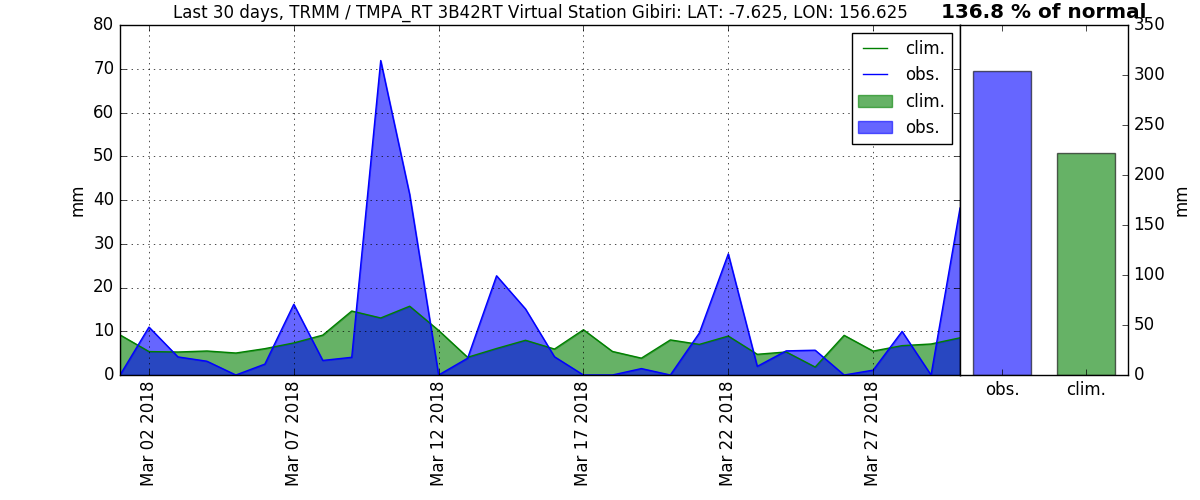 Last 30 days, TRMM / TMPA_RT 3B42RT Virtual Station Gibiri: LAT: -7.625, LON: 156.625
136.8 % of normal
80
70
60
50
40
30
20
10
0
mm
clim.
obs.
clim.
obs.
350
300
250
200
150
100
50
0
mm
Mar 02 2018
Mar 07 2018
Mar 12 2018
Mar 17 2018
Mar 22 2018
Mar 27 2018
obs.
clim.